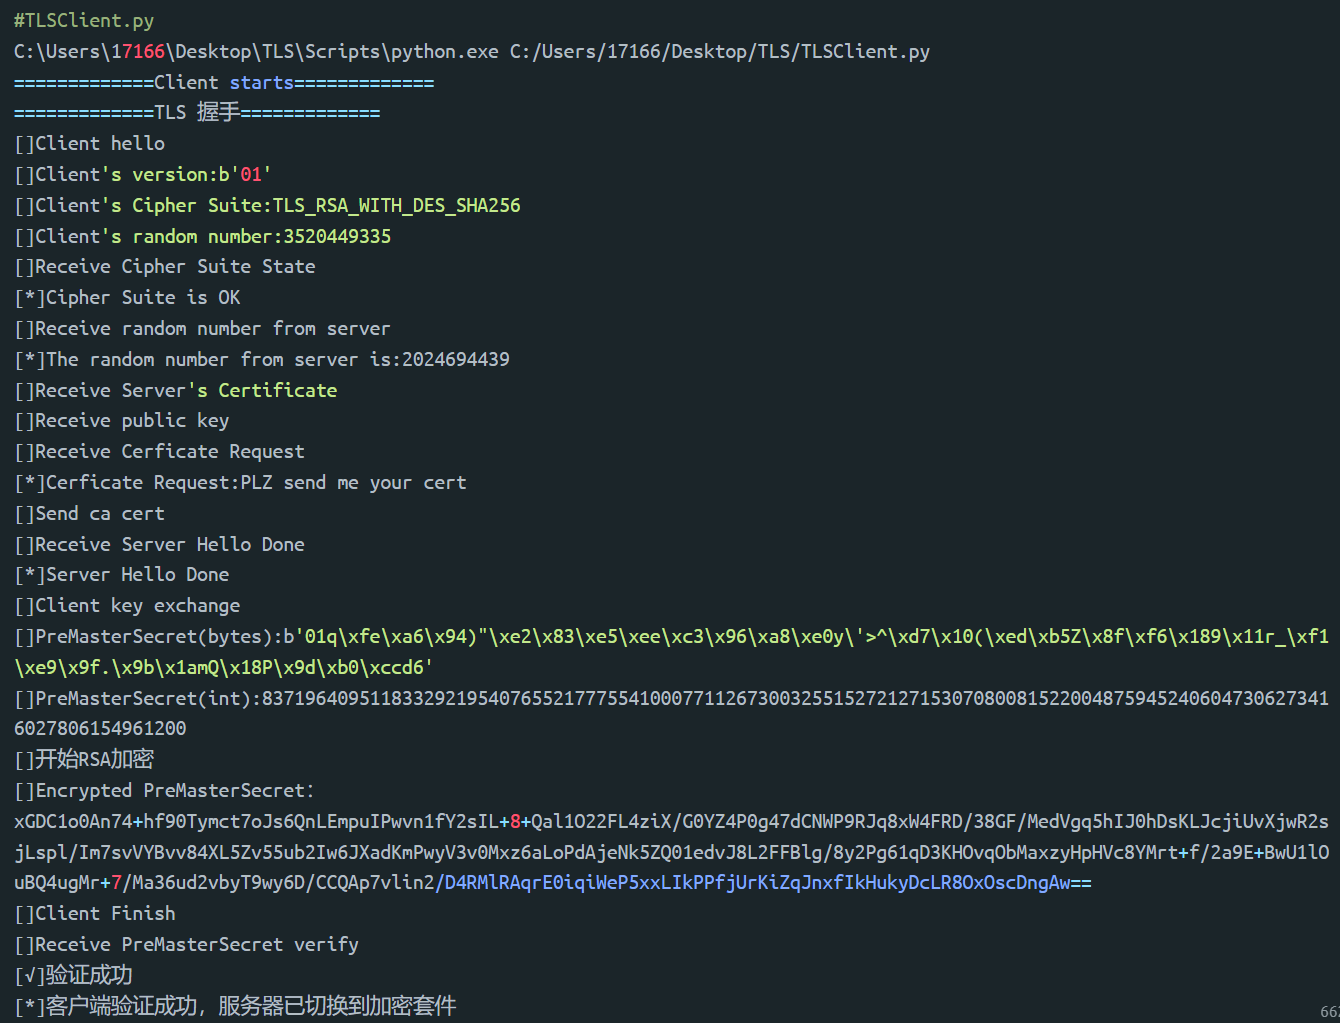 #TLSClient.py
C:\Users\17166\Desktop\TLS\Scripts\python.exe C:/Users/17166/Desktop/TLS/TLSClient.py
=============Client starts=============
=============TLS 握手=============
[]Client hello
[]Client's version:b'01'
[]Client's Cipher Suite:TLS_RSA_WITH_DES_SHA256
[]Client's random number:3520449335
[]Receive Cipher Suite State
[*]Cipher Suite is OK
[]Receive random number from server
[*]The random number from server is:2024694439
[]Receive Server's Certificate
[]Receive public key
[]Receive Cerficate Request
[*]Cerficate Request:PLZ send me your cert
[]Send ca cert
[]Receive Server Hello Done
[*]Server Hello Done
[]Client key exchange
[]PreMasterSecret(bytes):b'01q\xfe\xa6\x94)"\xe2\x83\xe5\xee\xc3\x96\xa8\xe0y\'>^\xd7\x10(\xed\xb5Z\x8f\xf6\x189\x11r_\xf1
\xe9\x9f.\x9b\x1amQ\x18P\x9d\xb0\xccd6'
[]PreMasterSecret(int):837196409511833292195407655217775541000771126730032551527212715307080081522004875945240604730627341
6027806154961200
[]开始RSA加密
[]Encrypted PreMasterSecret:
xGDC1o0An74+hf90Tymct7oJs6QnLEmpuIPwvn1fY2sIL+8+Qal1O22FL4ziX/G0YZ4P0g47dCNWP9RJq8xW4FRD/38GF/MedVgq5hIJ0hDsKLJcjiUvXjwR2s
jLspl/Im7svVYBvv84XL5Zv55ub2Iw6JXadKmPwyV3v0Mxz6aLoPdAjeNk5ZQ01edvJ8L2FFBlg/8y2Pg61qD3KHOvqObMaxzyHpHVc8YMrt+f/2a9E+BwU1lO
uBQ4ugMr+7/Ma36ud2vbyT9wy6D/CCQAp7vlin2/D4RMlRAqrE0iqiWeP5xxLIkPPfjUrKiZqJnxfIkHukyDcLR8OxOscDngAw==
[]Client Finish
[]Receive PreMasterSecret verify
[√]验证成功
[*]客户端验证成功，服务器已切换到加密套件